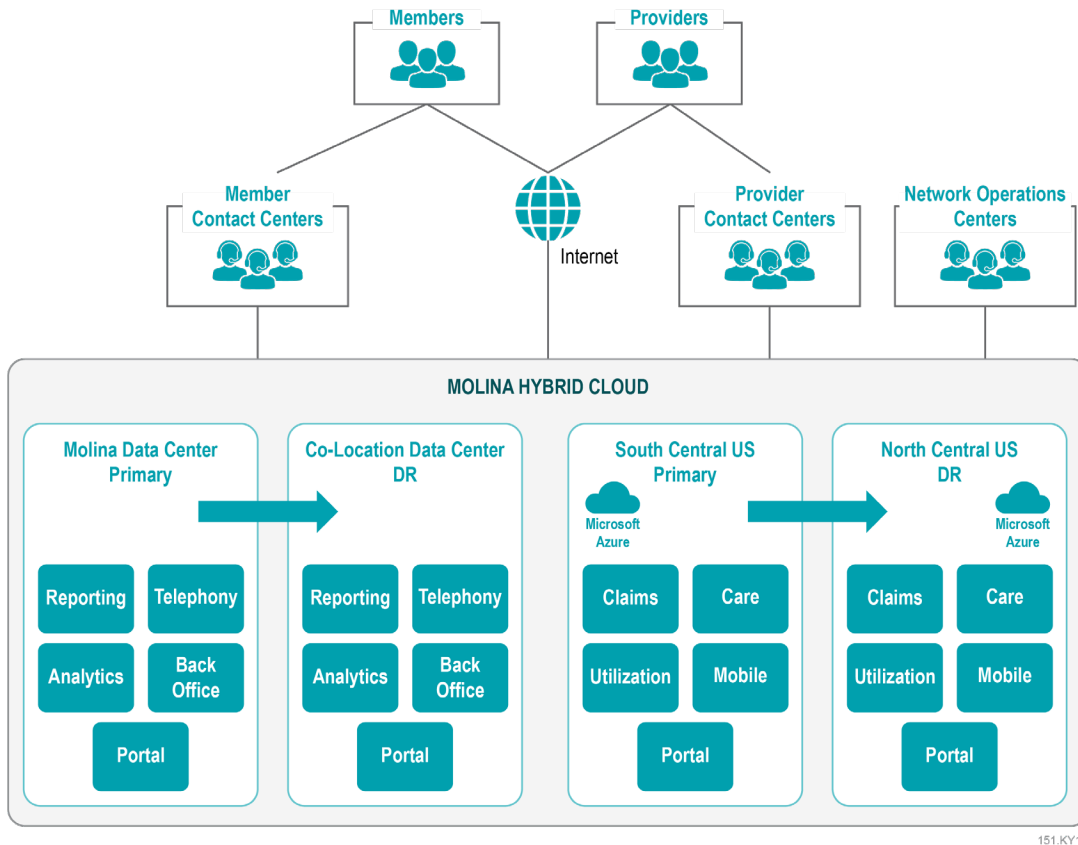 Members
Providers
Member
Contact Centers
Internet
Provider
Contact Centers
Network Operations
Centers
MOLINA HYBRID CLOUD
Molina Data Center
Primary
Reporting
Telephony
Analytics
Back
Office
Portal
Co-Location Data Center
DR
Reporting
Telephony
Analytics
Back
Office
Portal
South Central US
Primary
Microsoft
Azure
Claims
Care
Utilization
Mobile
Portal
North Central US
DR
Microsoft
Azure
Claims
Care
Utilization
Mobile
Portal